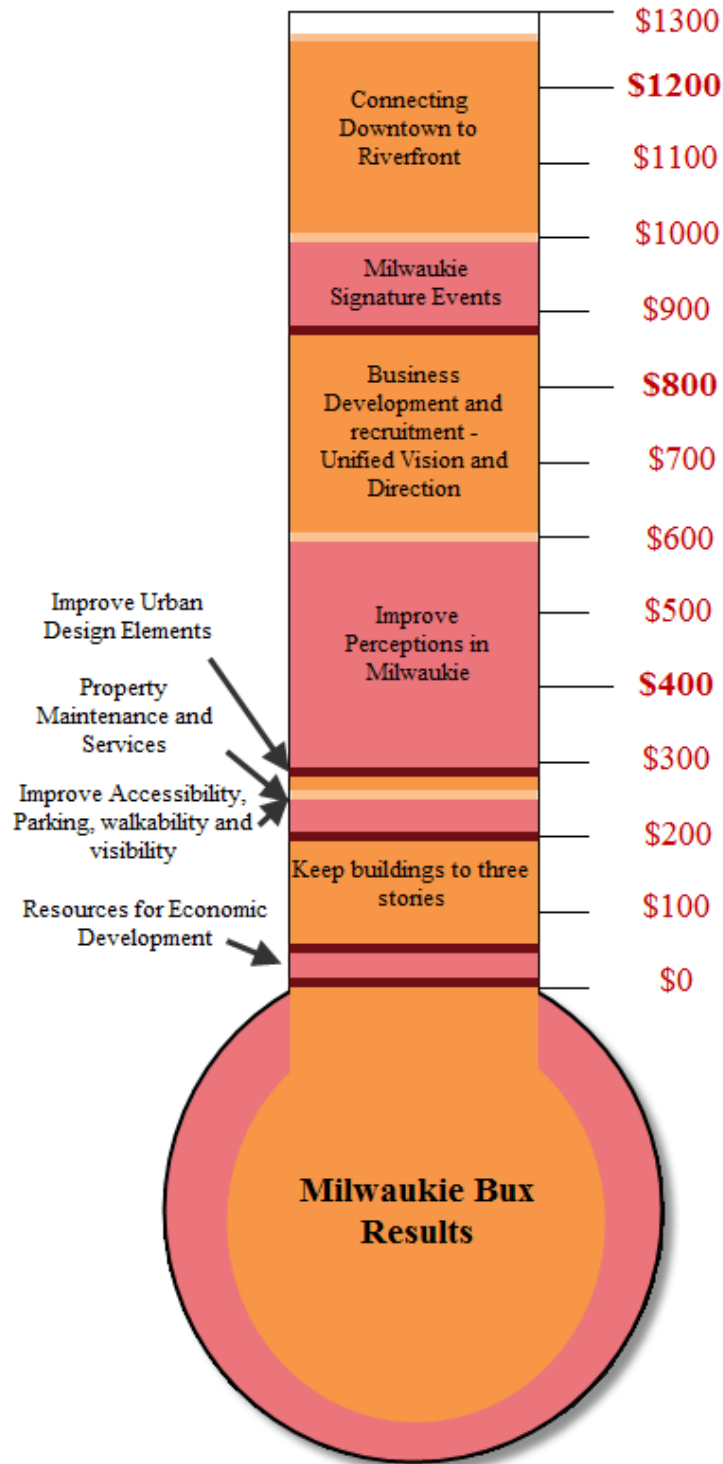 $1300
$1200
Connecting
Downtown to
Riverfront
$1100
$1000
Milwaukie
Signature Events
$900
$800
Business
Development and
recruitment -
Unified Vision and
Direction
$700
$600
Improve Urban
Design Elements
Improve
Perceptions in
Milwaukie
$500
$400
Property
Maintenance and
Services
$300
Improve Accessibility,
Parking, walkability and
visibility
$200
Keep buildings to three
stories
$100
Resources for Economic
Development
$0
Milwaukie Bux
Results